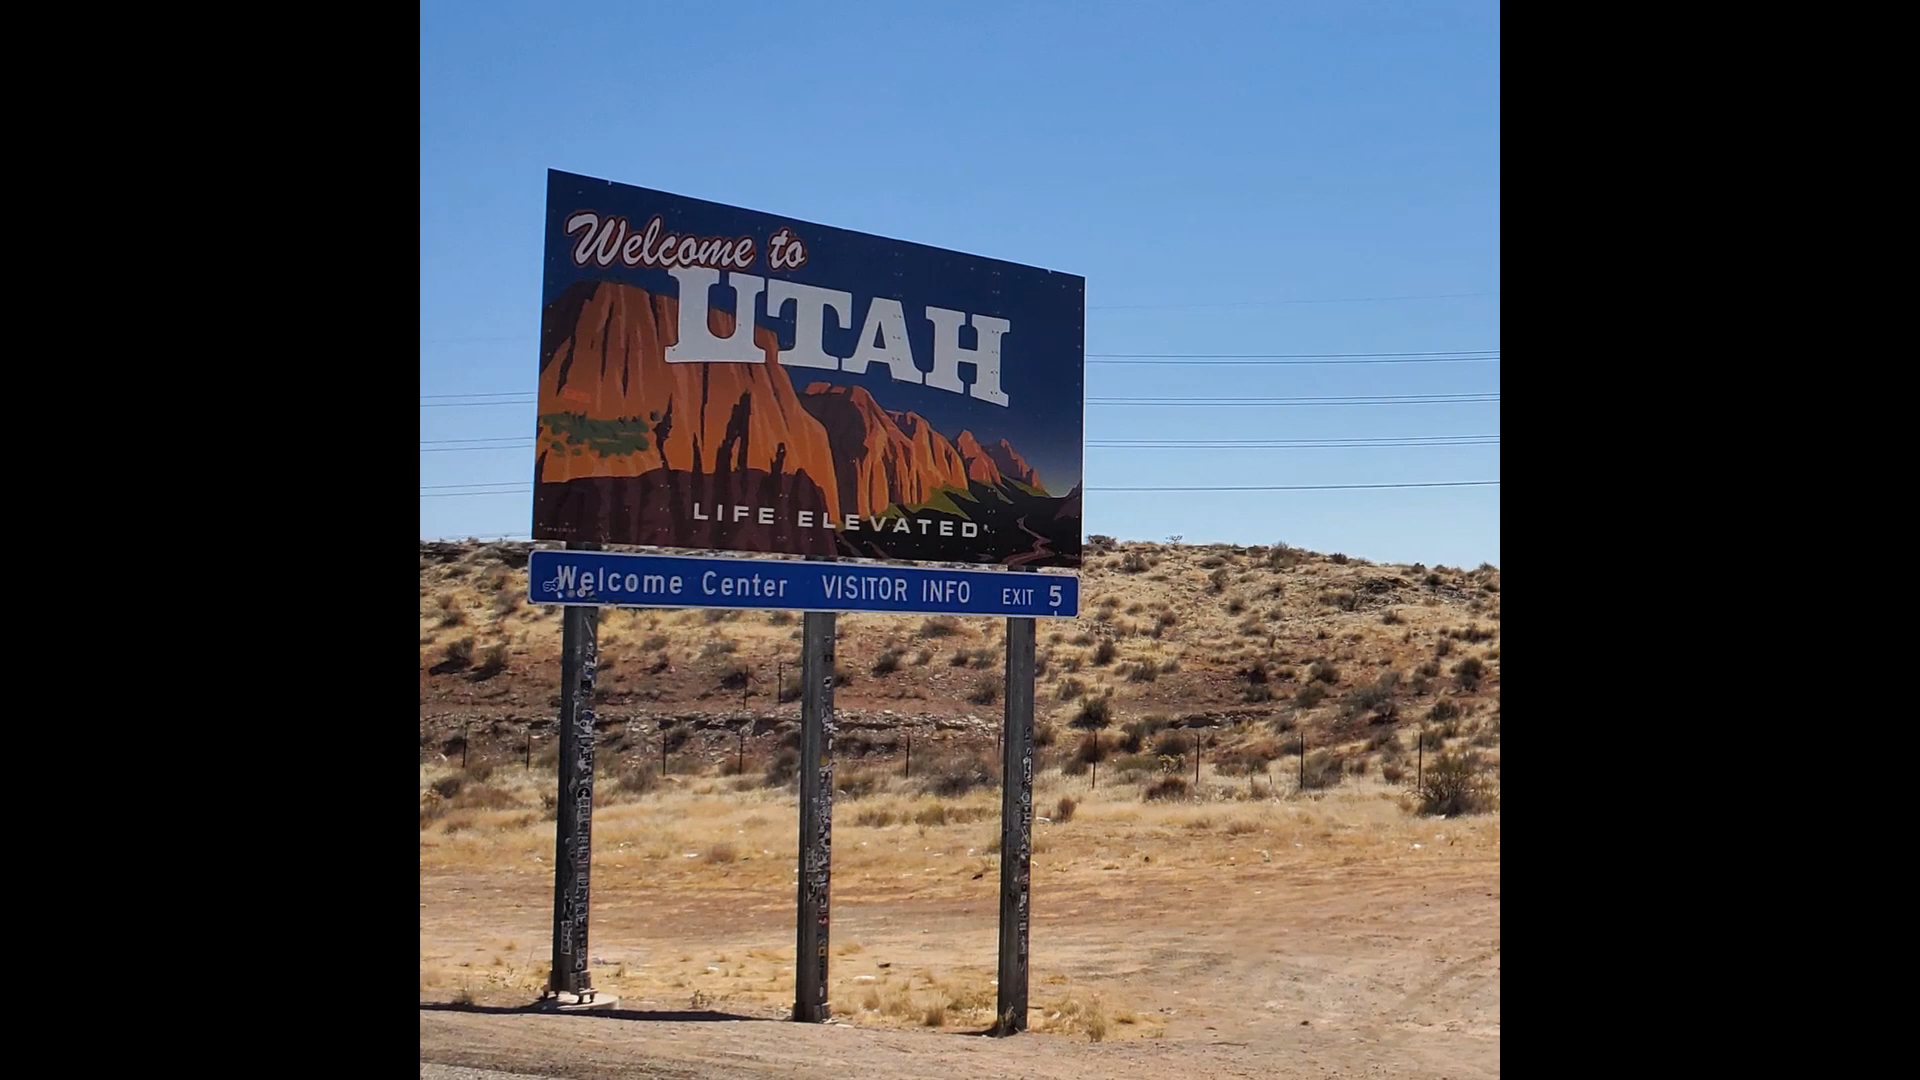 Welcome to
UTAH
LIFE ELEVATED
Welcome Center VISITOR INFO EXIT 5